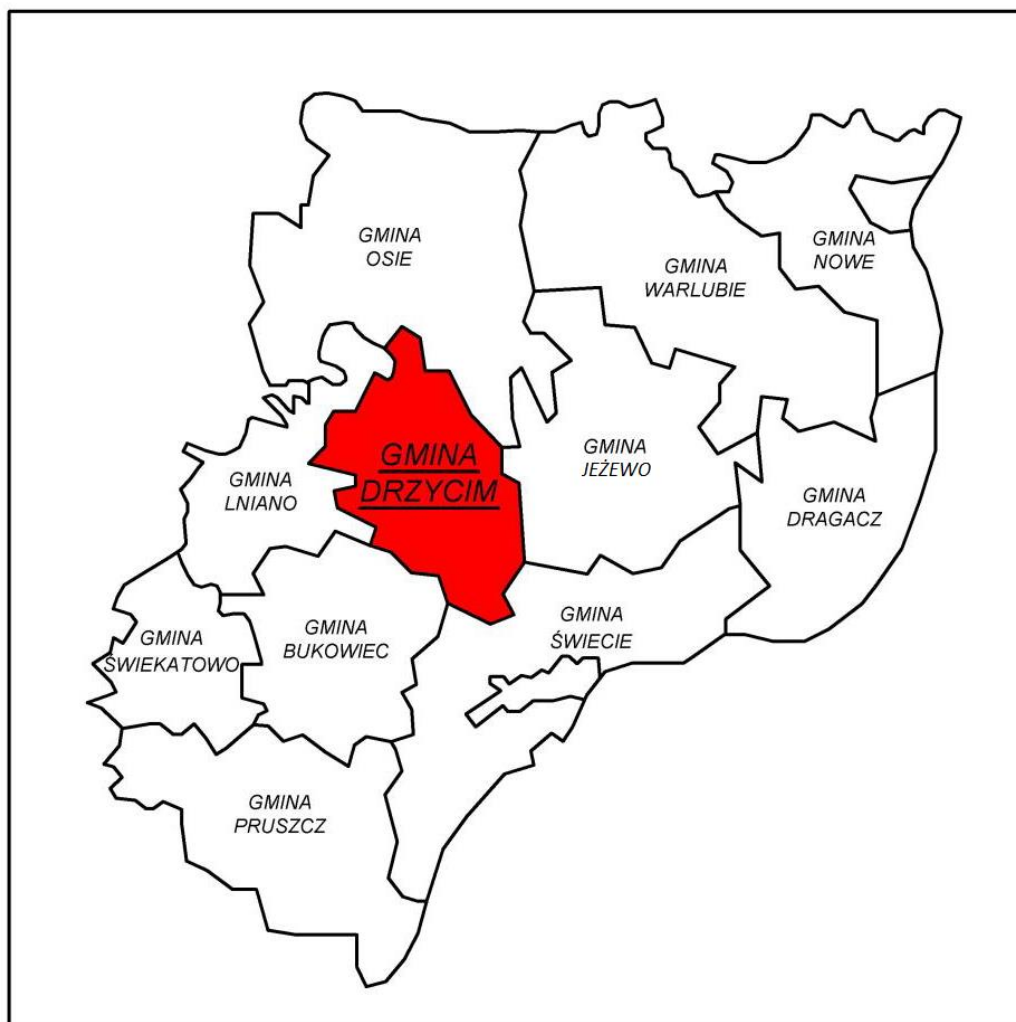 GMINA
OSIE
GMINA
WARLUBIE
GMINA
NOWE
GMINA
DRZYCIM
GMINA
JEŻEWO
GMINA
LNIANO
GMINA
DRAGACZ
GMINA
ŚWIEKATOWO
GMINA
BUKOWIEC
GMINA
ŚWIECIE
GMINA
PRUSZCZ